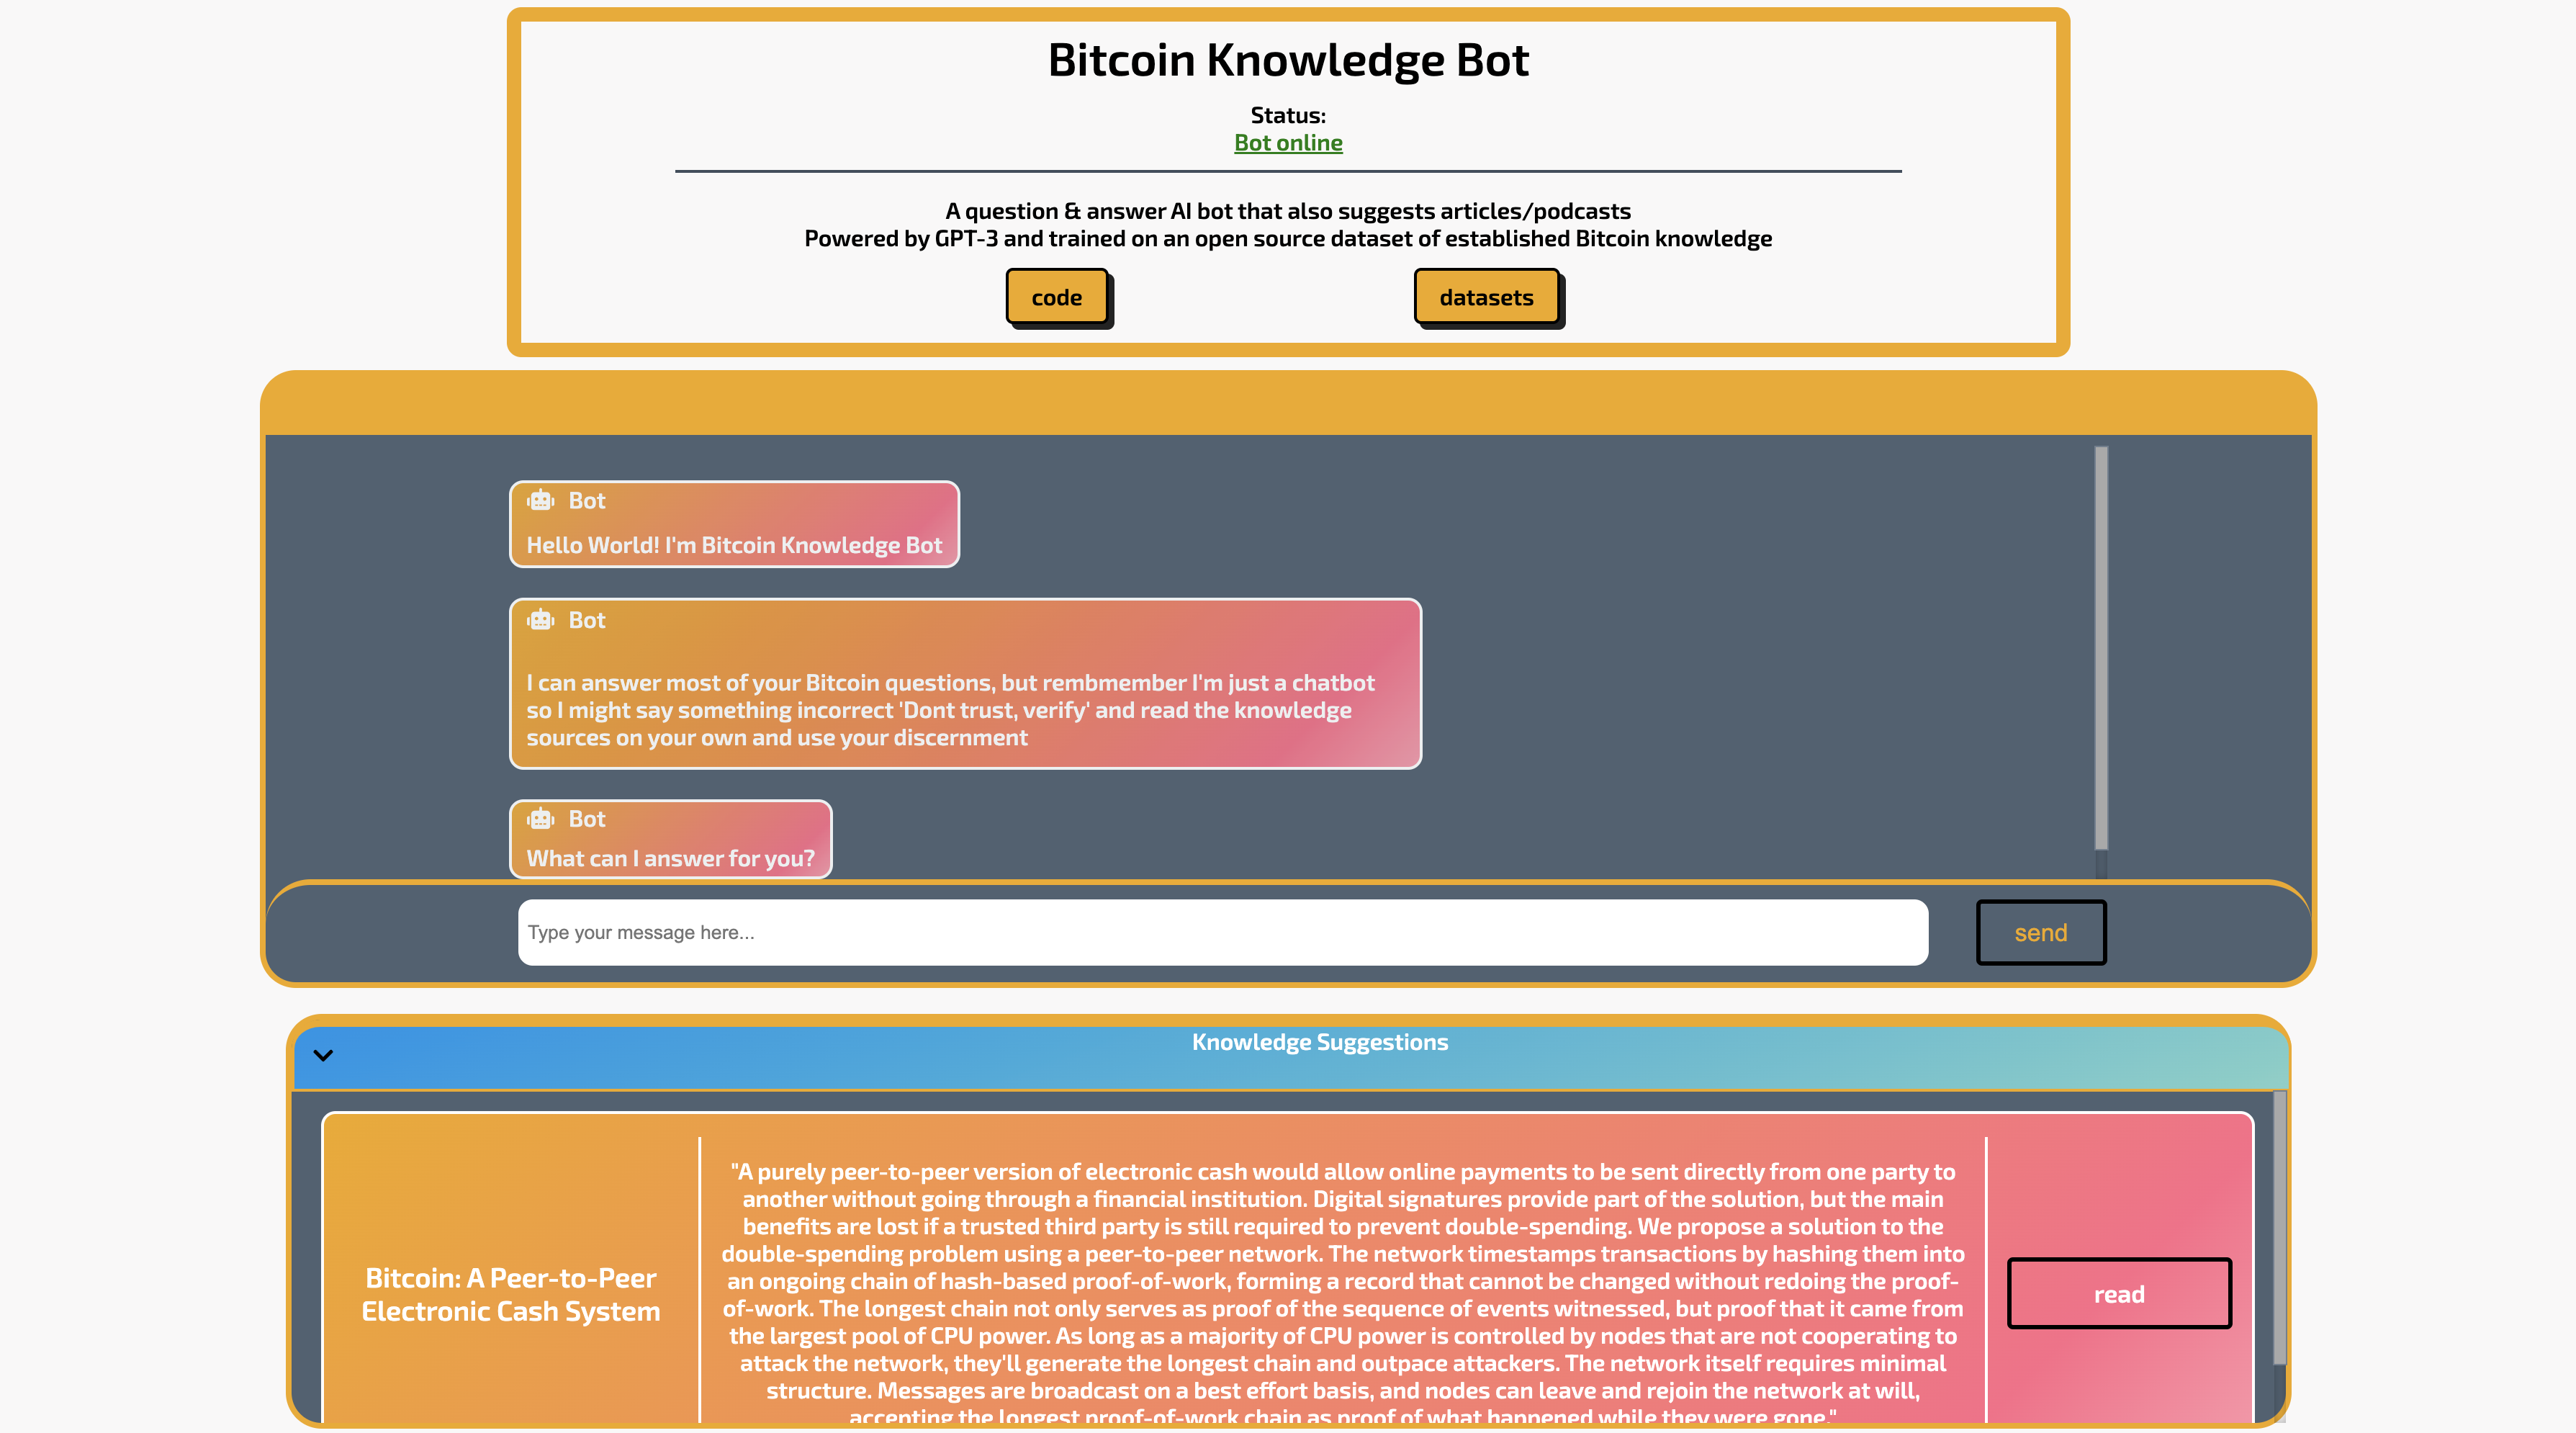 Bitcoin Knowledge Bot
Status:
Bot online
A question & answer AI bot that also suggests articles/podcasts
Powered by GPT-3 and trained on an open source dataset of established Bitcoin knowledge
code
datasets
Bot
Hello World! I'm Bitcoin Knowledge Bot
Bot
I can answer most of your Bitcoin questions, but rembmember I'm just a chatbot
so I might say something incorrect 'Dont trust, verify' and read the knowledge
sources on your own and use your discernment
Bot
What can I answer for you?
Type your message here...
send
Knowledge Suggestions
Bitcoin: A Peer-to-Peer
Electronic Cash System
"A purely peer-to-peer version of electronic cash would allow online payments to be sent directly from one party to
another without going through a financial institution. Digital signatures provide part of the solution, but the main
benefits are lost if a trusted third party is still required to prevent double-spending. We propose a solution to the
double-spending problem using a peer-to-peer network. The network timestamps transactions by hashing them into
an ongoing chain of hash-based proof-of-work, forming a record that cannot be changed without redoing the proof-
of-work. The longest chain not only serves as proof of the sequence of events witnessed, but proof that it came from
the largest pool of CPU power. As long as a majority of CPU power is controlled by nodes that are not cooperating to
attack the network, they'll generate the longest chain and outpace attackers. The network itself requires minimal
structure. Messages are broadcast on a best effort basis, and nodes can leave and rejoin the network at will,
accepting the longest proof-of-work chain as proof of what happened while they were gone."
read